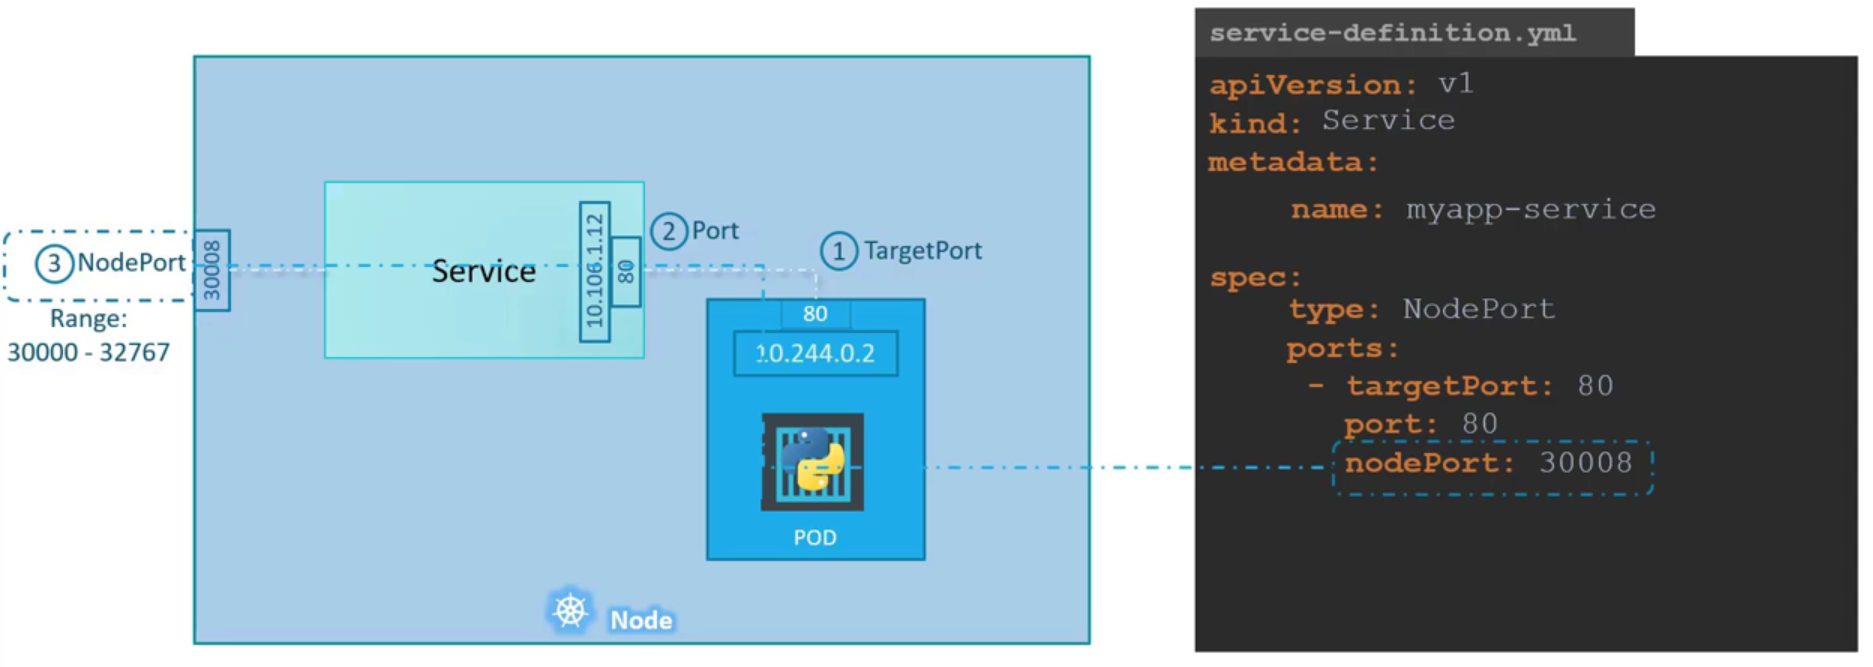 service-definition.yml
apiVersion: v1
kind: Service
metadata:
name: myapp-service
spec:
type: NodePort
ports:
- targetPort: 80
port: 80
nodePort: 30008
3 NodePort
Range:
30000 - 32767
30008
Service
10.106.1.12
80
2 Port
1 TargetPort
80
10.244.0.2
POD
Node